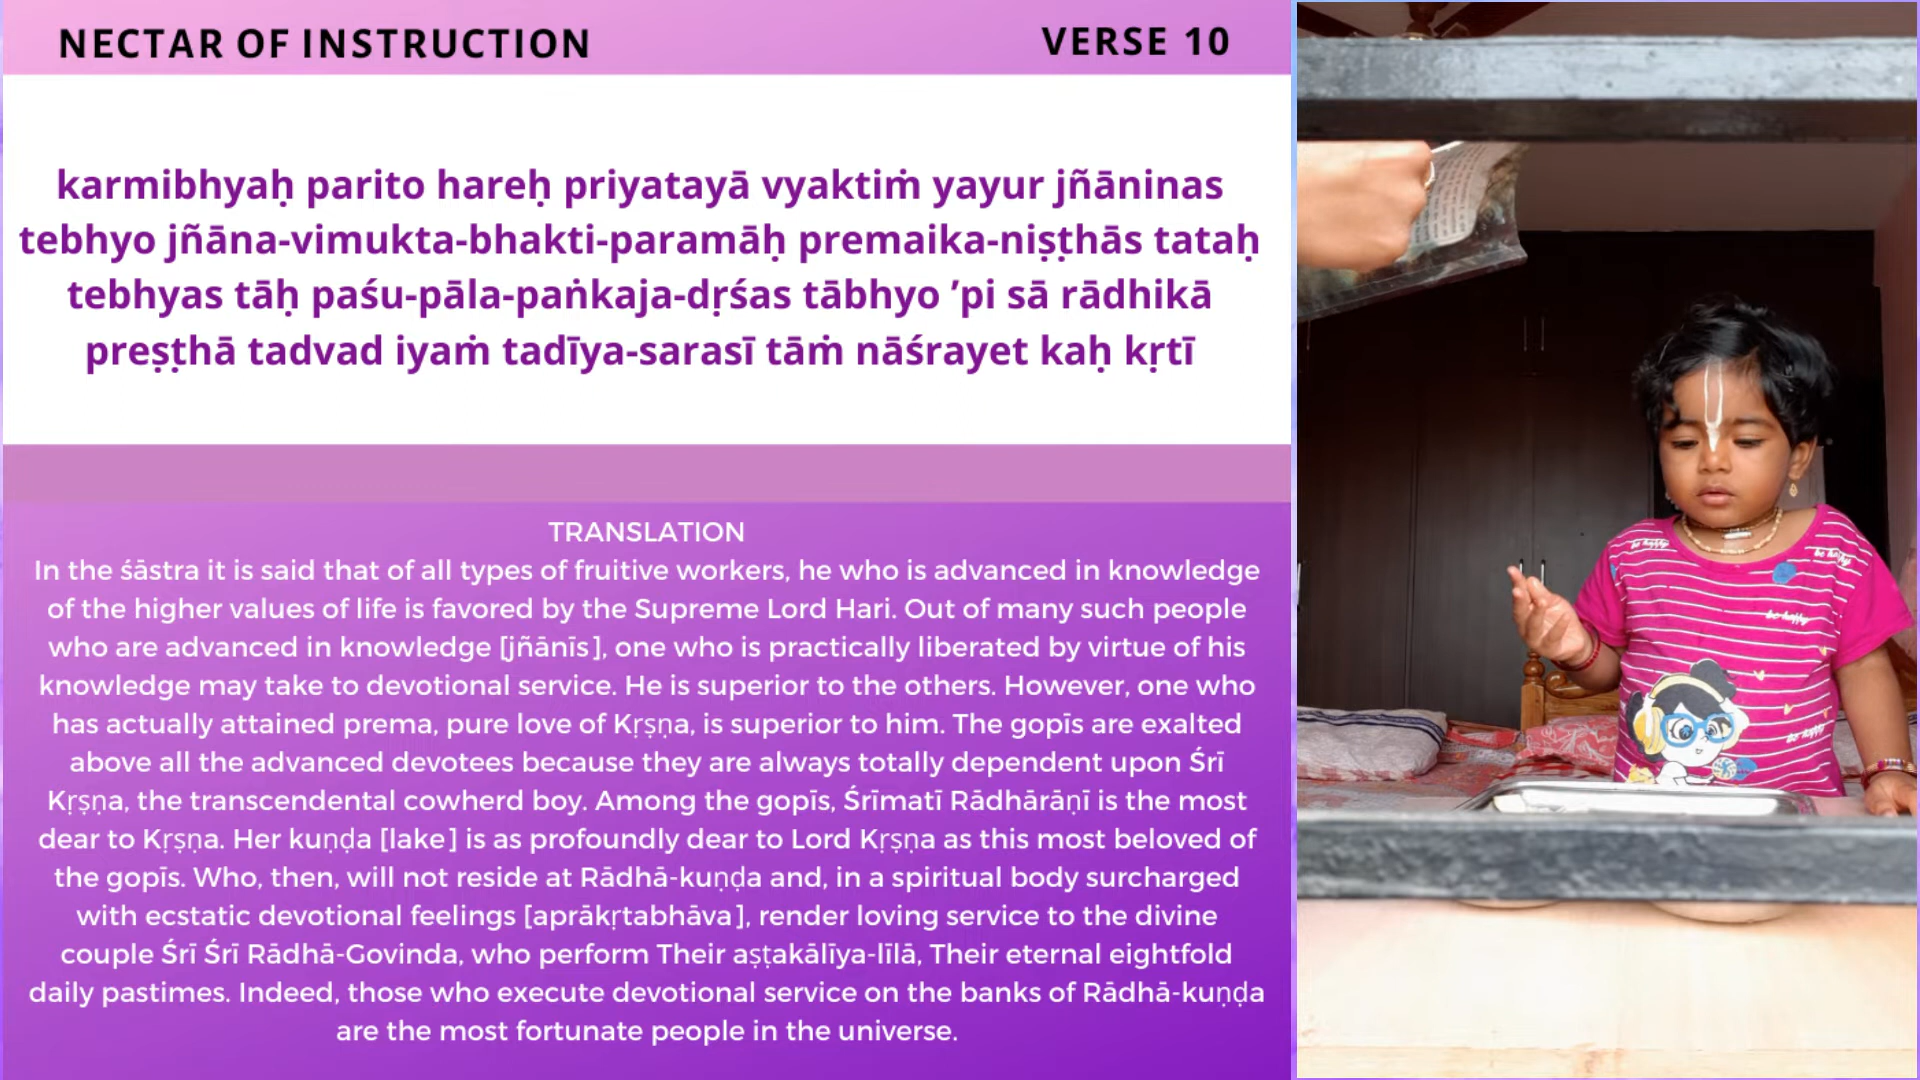 NECTAR OF INSTRUCTION
VERSE 10
karmibhyaḥ parito hareḥ priyatayā vyaktiṁ yayur jñāninas
tebhyo jñāna-vimukta-bhakti-paramāḥ premaika-niṣṭhās tataḥ
tebhyas tāḥ paśu-pāla-paṅkaja-dṛśas tābhyo ’pi sā rādhikā
preṣṭhā tadvad iyaṁ tadīya-sarasī tāṁ nāśrayet kaḥ kṛtī
TRANSLATION
In the śāstra it is said that of all types of fruitive workers, he who is advanced in knowledge
of the higher values of life is favored by the Supreme Lord Hari. Out of many such people
who are advanced in knowledge [jñānīs], one who is practically liberated by virtue of his
knowledge may take to devotional service. He is superior to the others. However, one who
has actually attained prema, pure love of Kṛṣṇa, is superior to him. The gopīs are exalted
above all the advanced devotees because they are always totally dependent upon Śrī
Kṛṣṇa, the transcendental cowherd boy. Among the gopīs, Śrīmatī Rādhārāṇī is the most
dear to Kṛṣṇa. Her kuṇḍa [lake] is as profoundly dear to Lord Kṛṣṇa as this most beloved of
the gopīs. Who, then, will not reside at Rādhā-kuṇḍa and, in a spiritual body surcharged
with ecstatic devotional feelings [aprākṛtabhāva], render loving service to the divine
couple Śrī Śrī Rādhā-Govinda, who perform Their aṣṭakālīya-līlā, Their eternal eightfold
daily pastimes. Indeed, those who execute devotional service on the banks of Rādhā-kuṇḍa
are the most fortunate people in the universe.
be happy
be happy
be happy
be happy